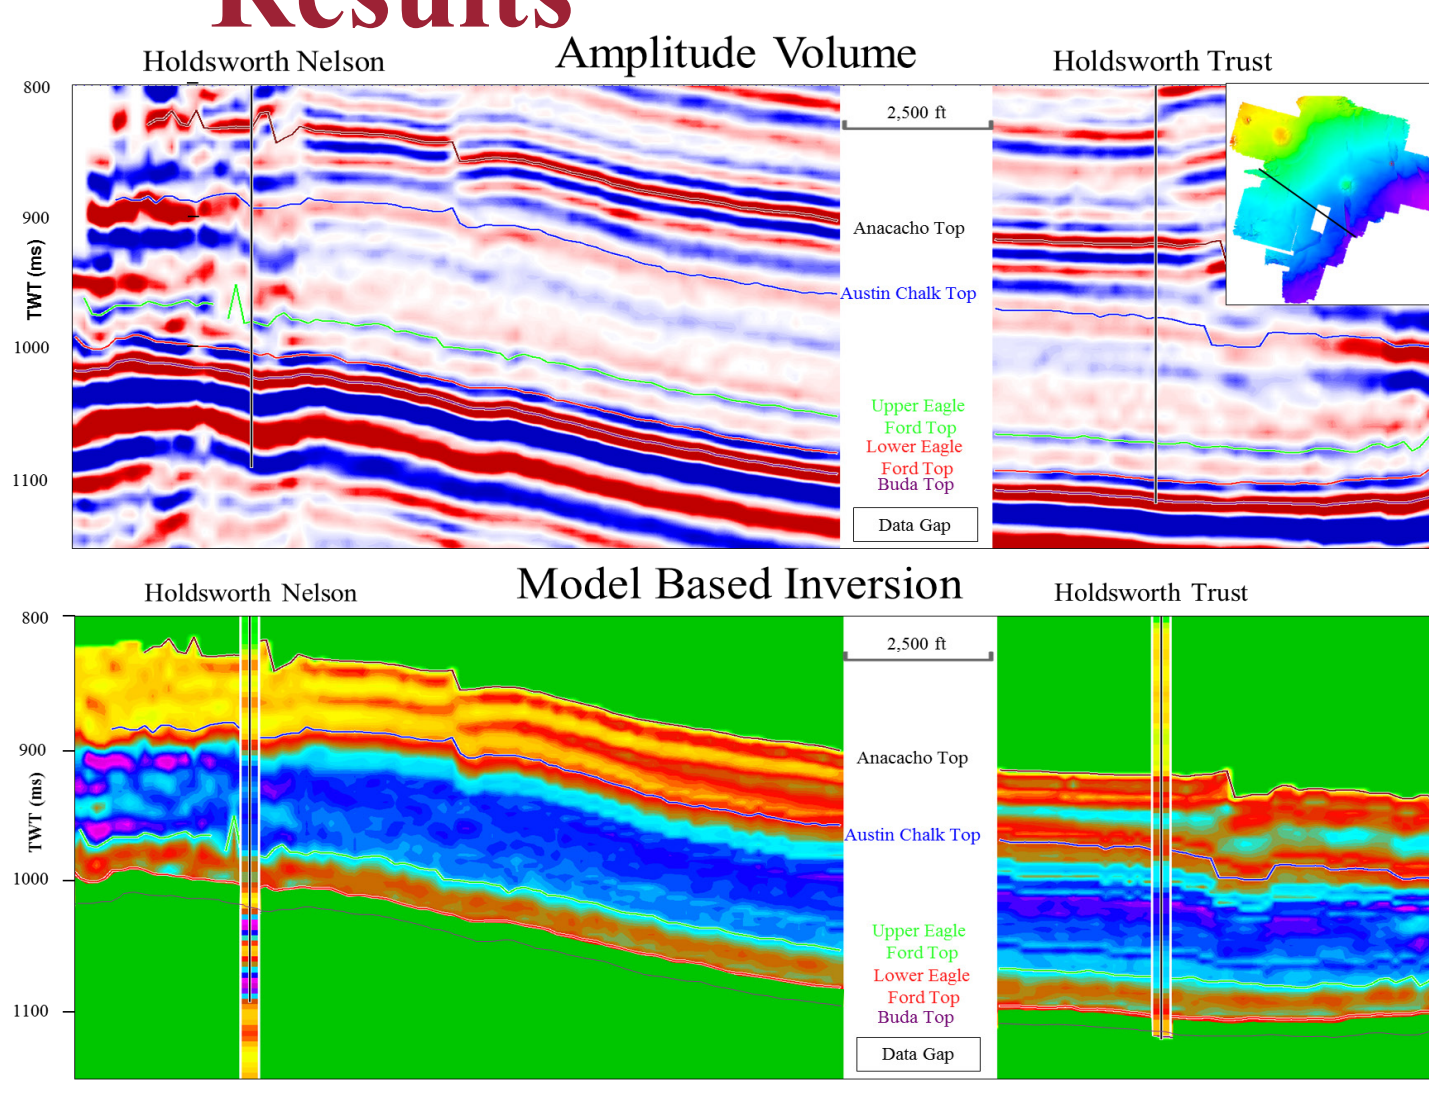 Results
Amplitude Volume
Holdsworth Nelson
Holdsworth Trust
800
900
1000
1100
TWT (ms)
2,500 ft
Anacacho Top
Austin Chalk Top
Upper Eagle
Ford Top
Lower Eagle
Ford Top
Buda Top
Data Gap
Model Based Inversion
Holdsworth Nelson
Holdsworth Trust
800
900
1000
1100
TWT (ms)
2,500 ft
Anacacho Top
Austin Chalk Top
Upper Eagle
Ford Top
Lower Eagle
Ford Top
Buda Top
Data Gap